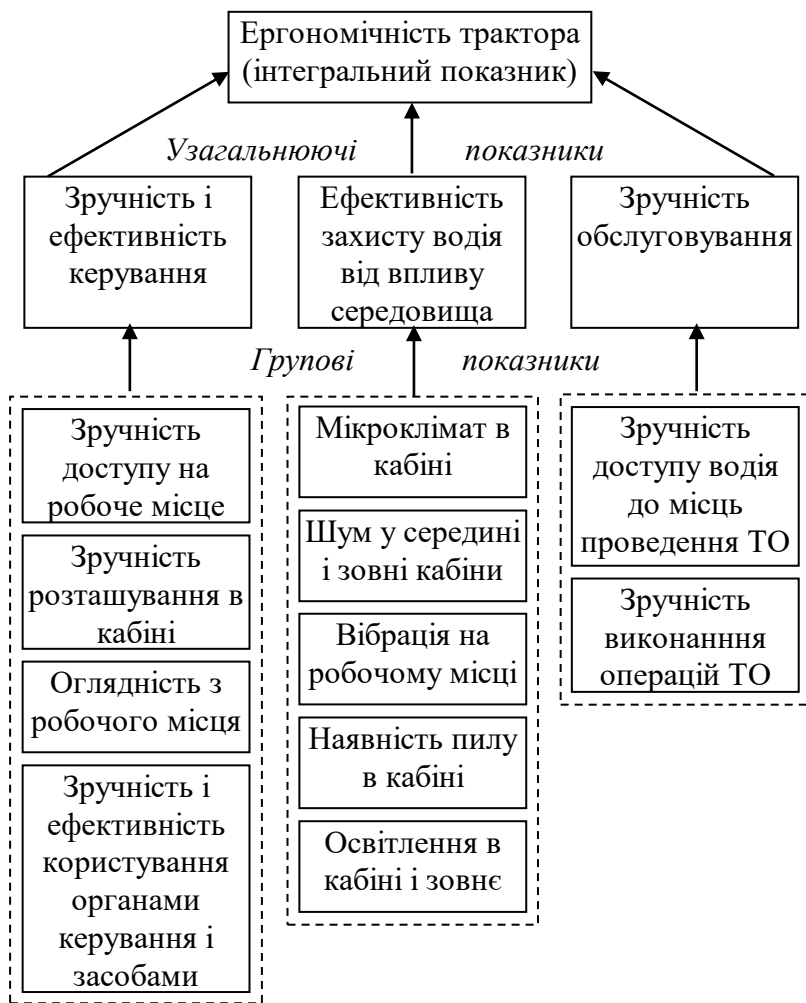 Ергономічність трактора
(інтегральний показник)
Узагальнюючі показники
Зручність і
ефективність
керування
Ефективність
захисту водія
від впливу
середовища
Зручність
обслуговування
Групові показники
Зручність
доступу на
робоче місце
Зручність
розташування в
кабіні
Оглядність з
робочого місця
Зручність і
ефективність
користування
органами
керування і
засобами
Мікроклімат в
кабіні
Шум у середині
і зовні кабіни
Вібрація на
робочому місці
Наявність пилу
в кабіні
Освітлення в
кабіні і зовнє
Зручність
доступу водія
до місць
проведення ТО
Зручність
виконанння
операцій ТО